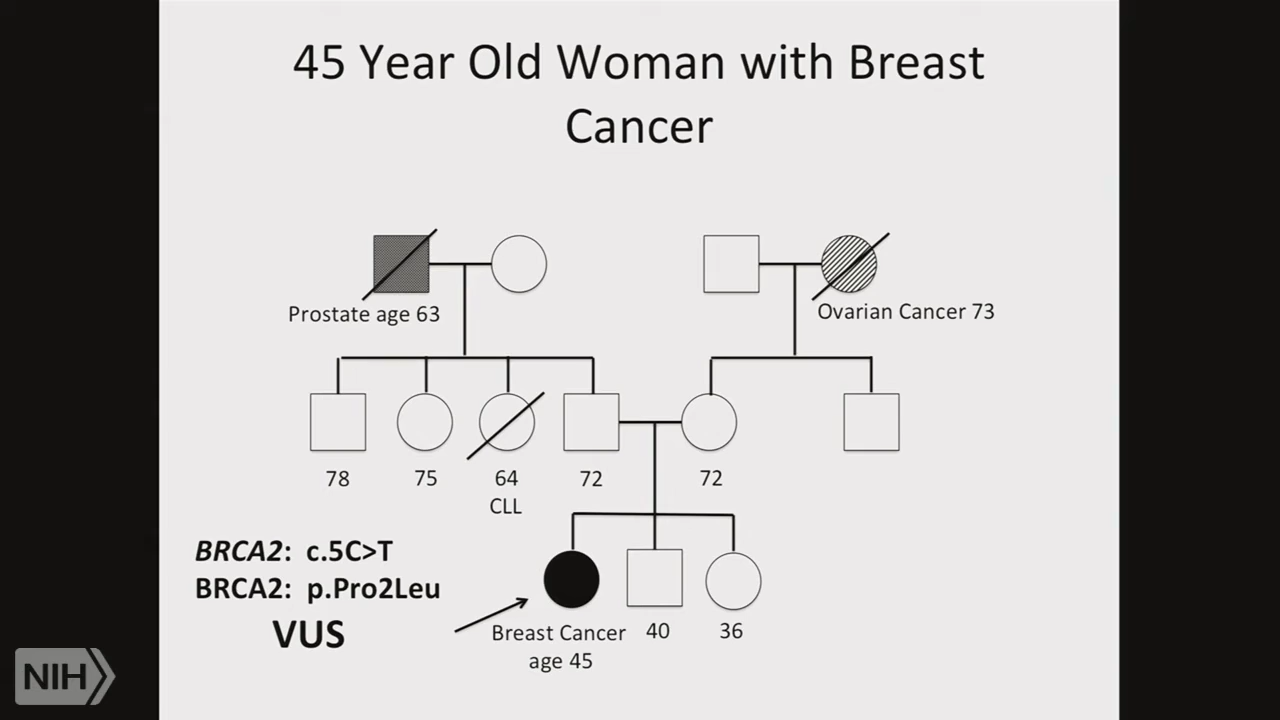 45 Year Old Woman with Breast
Cancer
Prostate age 63
Ovarian Cancer 73
78
75
64
72
72
CLL
BRCA2: c.5C>T
BRCA2: p.Pro2Leu
VUS
Breast Cancer
age 45
40
36
NIH